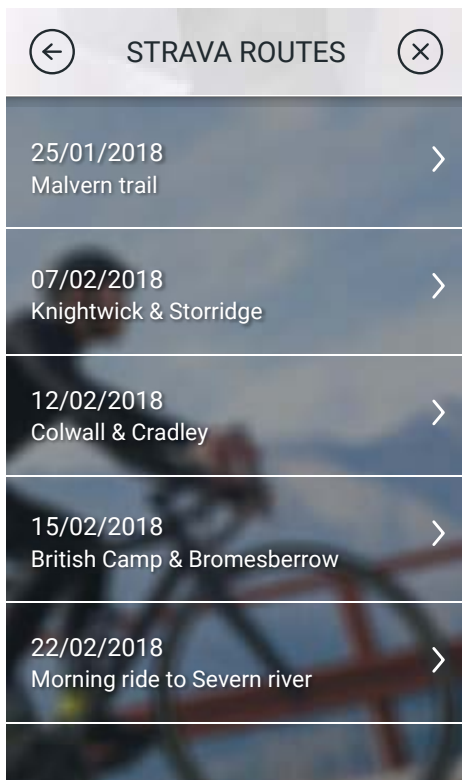 STRAVA ROUTES
25/01/2018
Malvern trail
07/02/2018
Knightwick & Storridge
12/02/2018
Colwall & Cradley
15/02/2018
British Camp & Bromesberrow
22/02/2018
Morning ride to Severn river